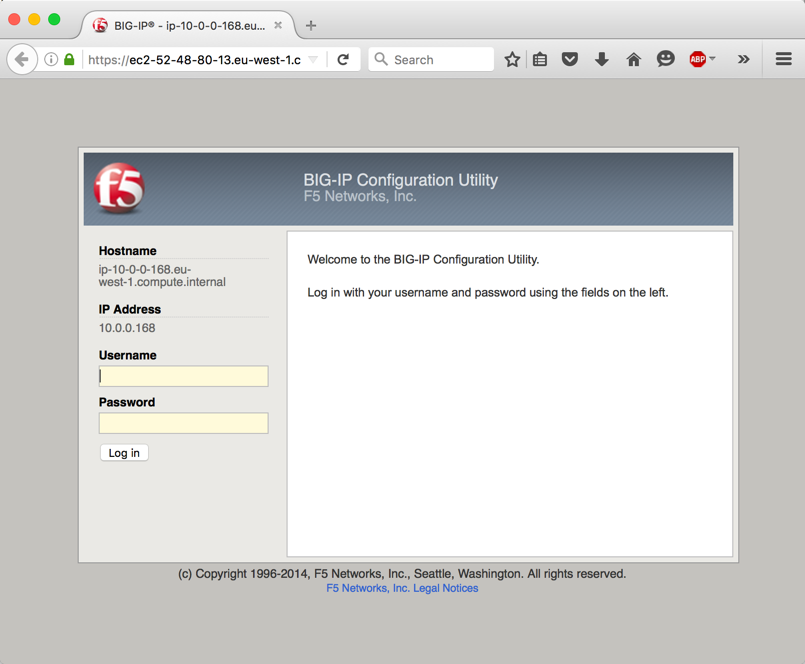 BIG-IP® - ip-10-0-0-168.eu...
https://ec2-52-48-80-13.eu-west-1.c
Search
ABP
f5
BIG-IP Configuration Utility
F5 Networks, Inc.
Hostname
ip-10-0-0-168.eu-
west-1.compute.internal
IP Address
10.0.0.168
Username
Password
Log in
Welcome to the BIG-IP Configuration Utility.
Log in with your username and password using the fields on the left.
(c) Copyright 1996-2014, F5 Networks, Inc., Seattle, Washington. All rights reserved.
F5 Networks, Inc. Legal Notices